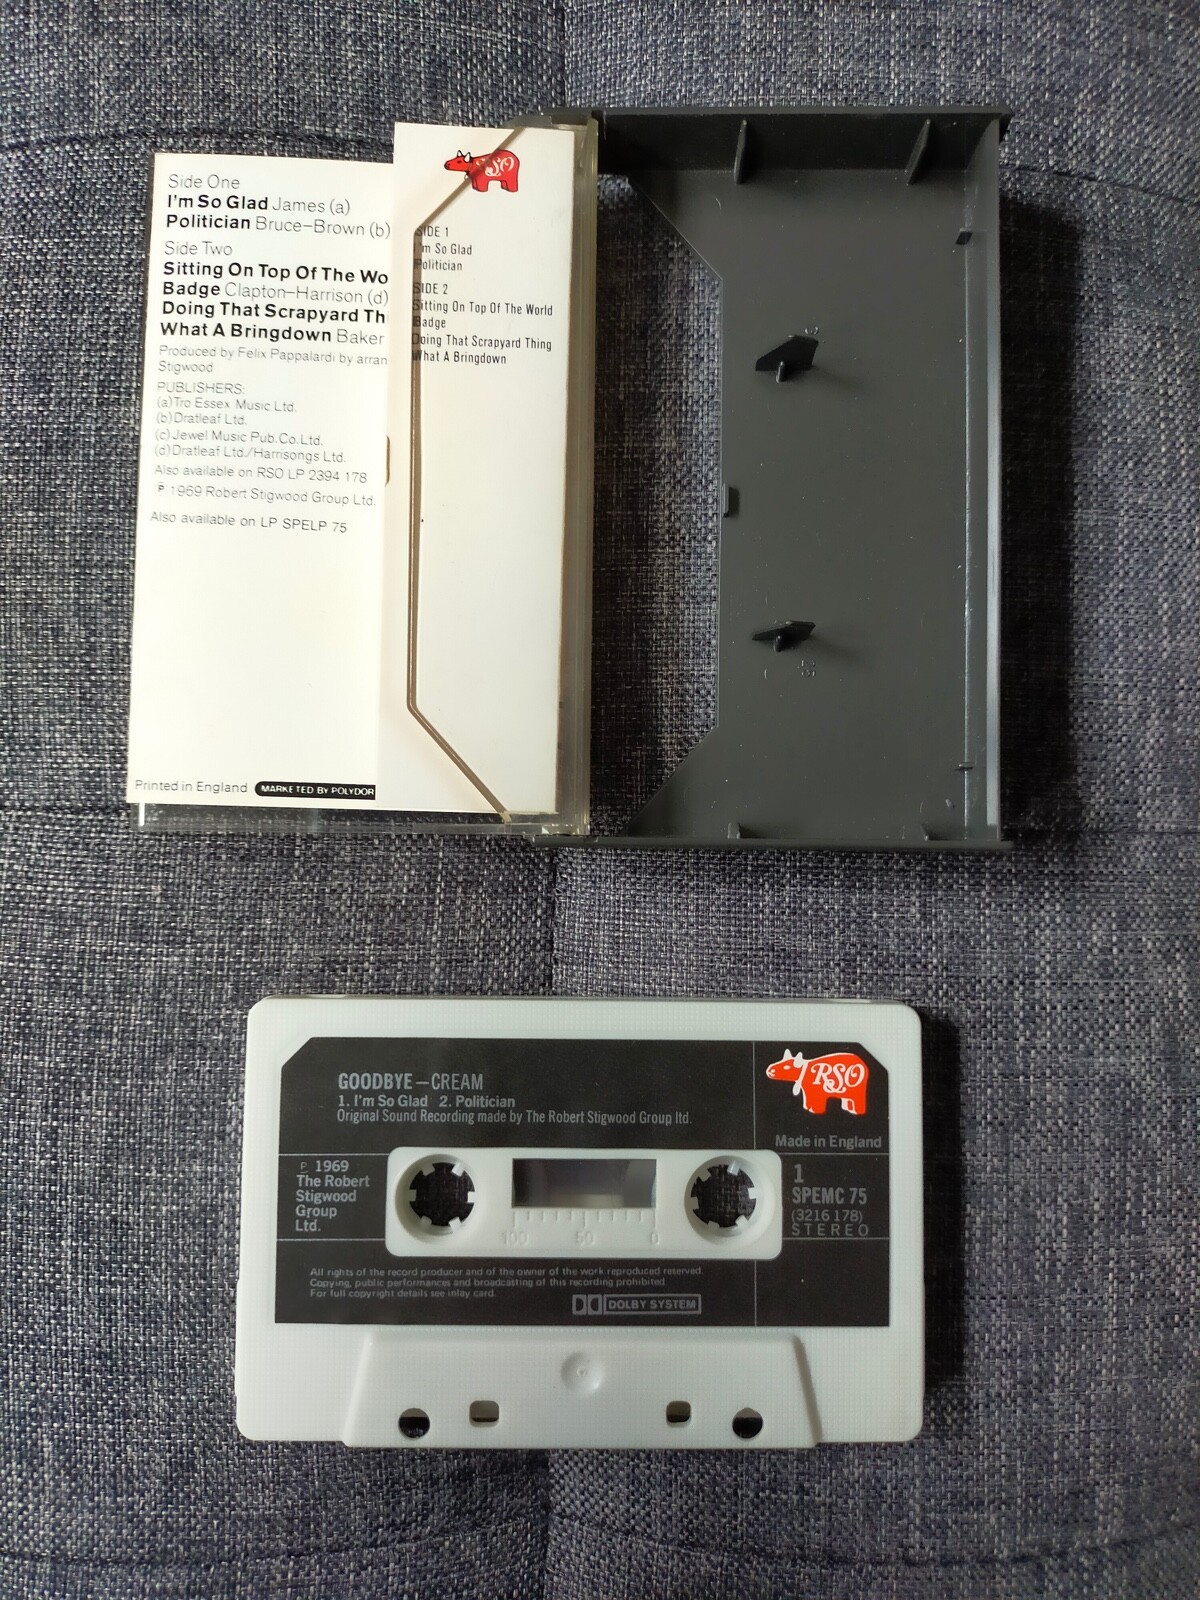 Side One
I'm So Glad James (a)
Politician Bruce–Brown (b)
Side Two
Sitting On Top Of The Wo
Badge Clapton–Harrison (d)
Doing That Scrapyard Th
What A Bringdown Baker
Produced by Felix Pappalardi by arran
Stigwood
PUBLISHERS:
(a)Tro Essex Music Ltd.
(b)Dratleaf Ltd.
(c)Jewel Music Pub.Co.Ltd.
(d)Dratleaf Ltd./Harrisongs Ltd.
Also available on RSO LP 2394 178
℗ 1969 Robert Stigwood Group Ltd.
Also available on LP SPELP 75
Printed in England MARKETED BY POLYDOR
RSO
SIDE 1
I'm So Glad
Politician
SIDE 2
Sitting On Top Of The World
Badge
Doing That Scrapyard Thing
What A Bringdown
GOODBYE – CREAM
1. I'm So Glad 2. Politician
Original Sound Recording made by The Robert Stigwood Group ltd.
RSO
Made in England
℗ 1969
The Robert
Stigwood
Group
Ltd.
1
SPEMC 75
(3216 178)
STEREO
100 50 0
All rights of the record producer and of the owner of the work reproduced reserved.
Copying, public performances and broadcasting of this recording prohibited
For full copyright details see inlay card.
DOLBY SYSTEM